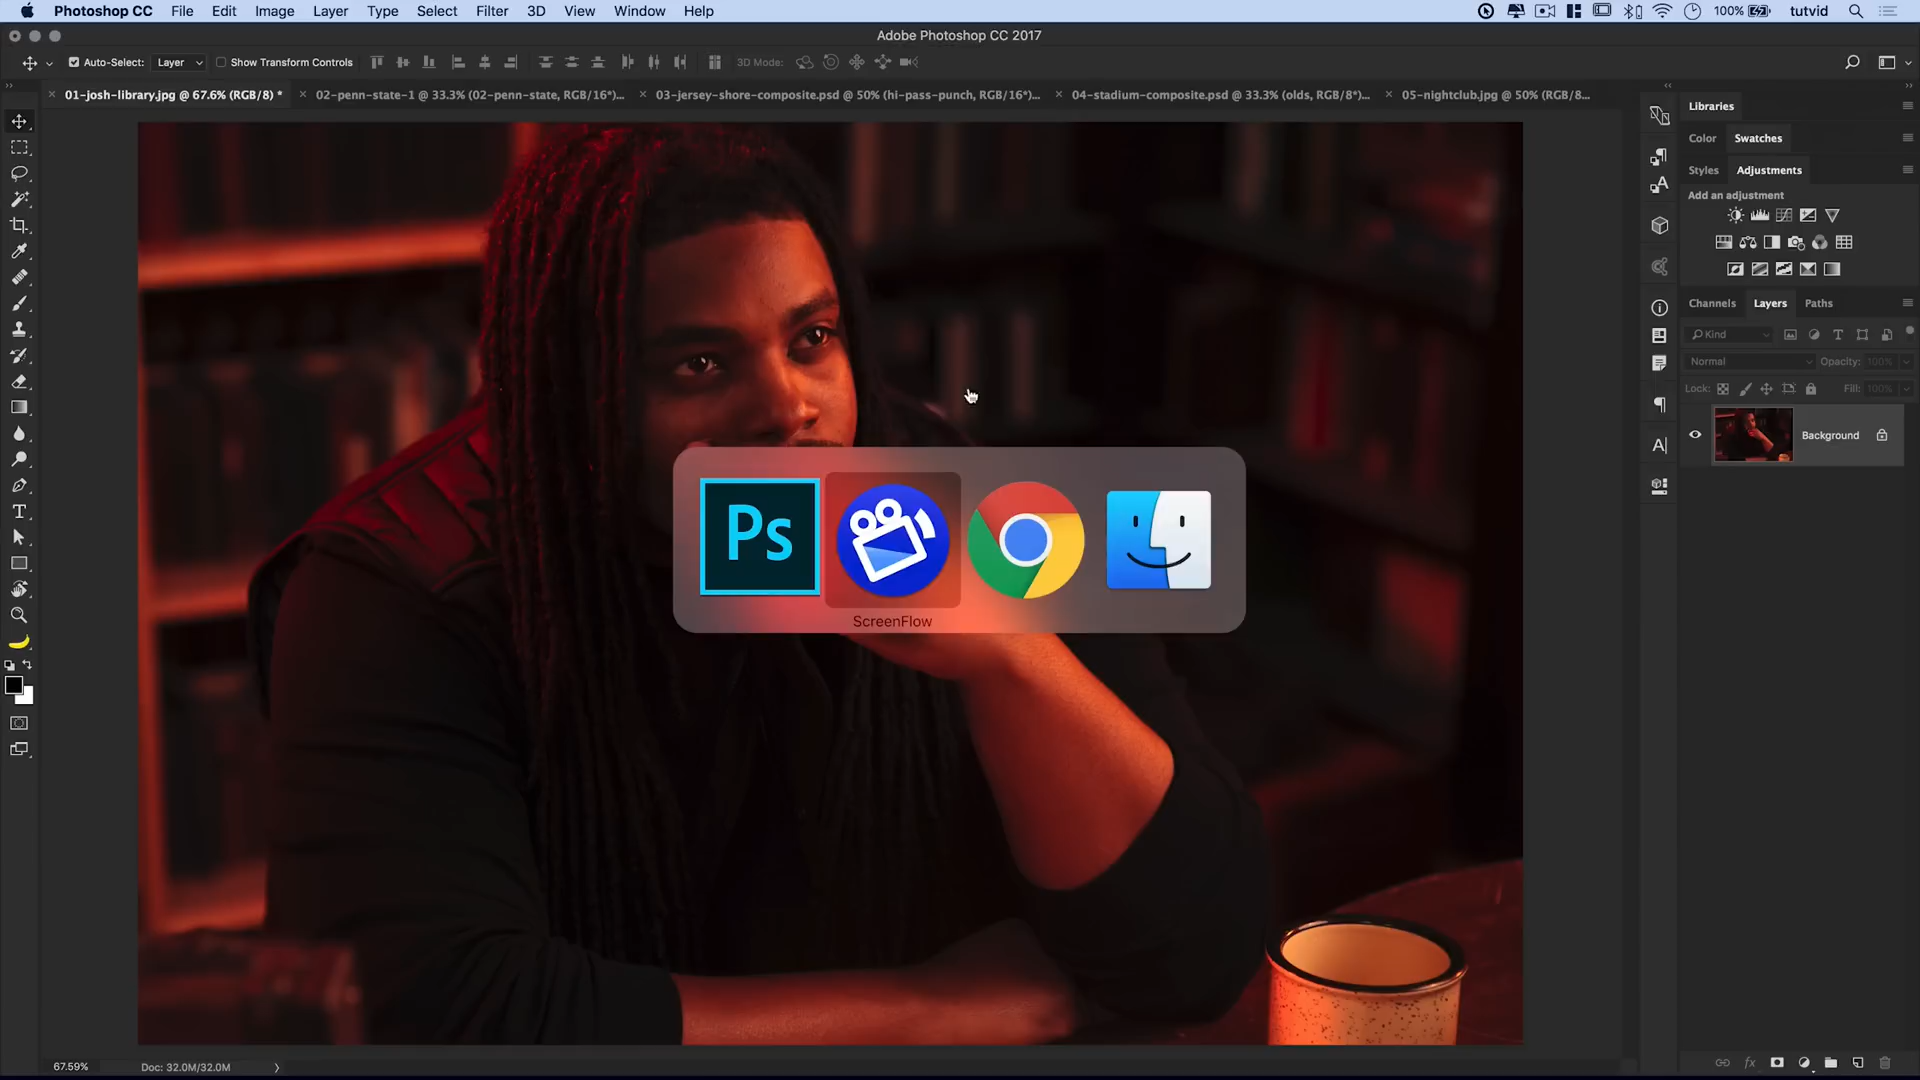 Photoshop CC File Edit Image Layer Type Select Filter 3D View Window Help 100% tutvid
Adobe Photoshop CC 2017
Auto-Select: Layer Show Transform Controls 3D Mode:
01-josh-library.jpg @ 67.6% (RGB/8) * 02-penn-state-1 @ 33.3% (02-penn-state, RGB/16*)... 03-jersey-shore-composite.psd @ 50% (hi-pass-punch, RGB/16*)... 04-stadium-composite.psd @ 33.3% (olds, RGB/8*)... 05-nightclub.jpg @ 50% (RGB/8...
Libraries
Color Swatches
Styles Adjustments
Add an adjustment
Channels Layers Paths
Kind
Normal Opacity: 100%
Lock: Fill: 100%
Background
Ps
ScreenFlow
67.59% Doc: 32.0M/32.0M